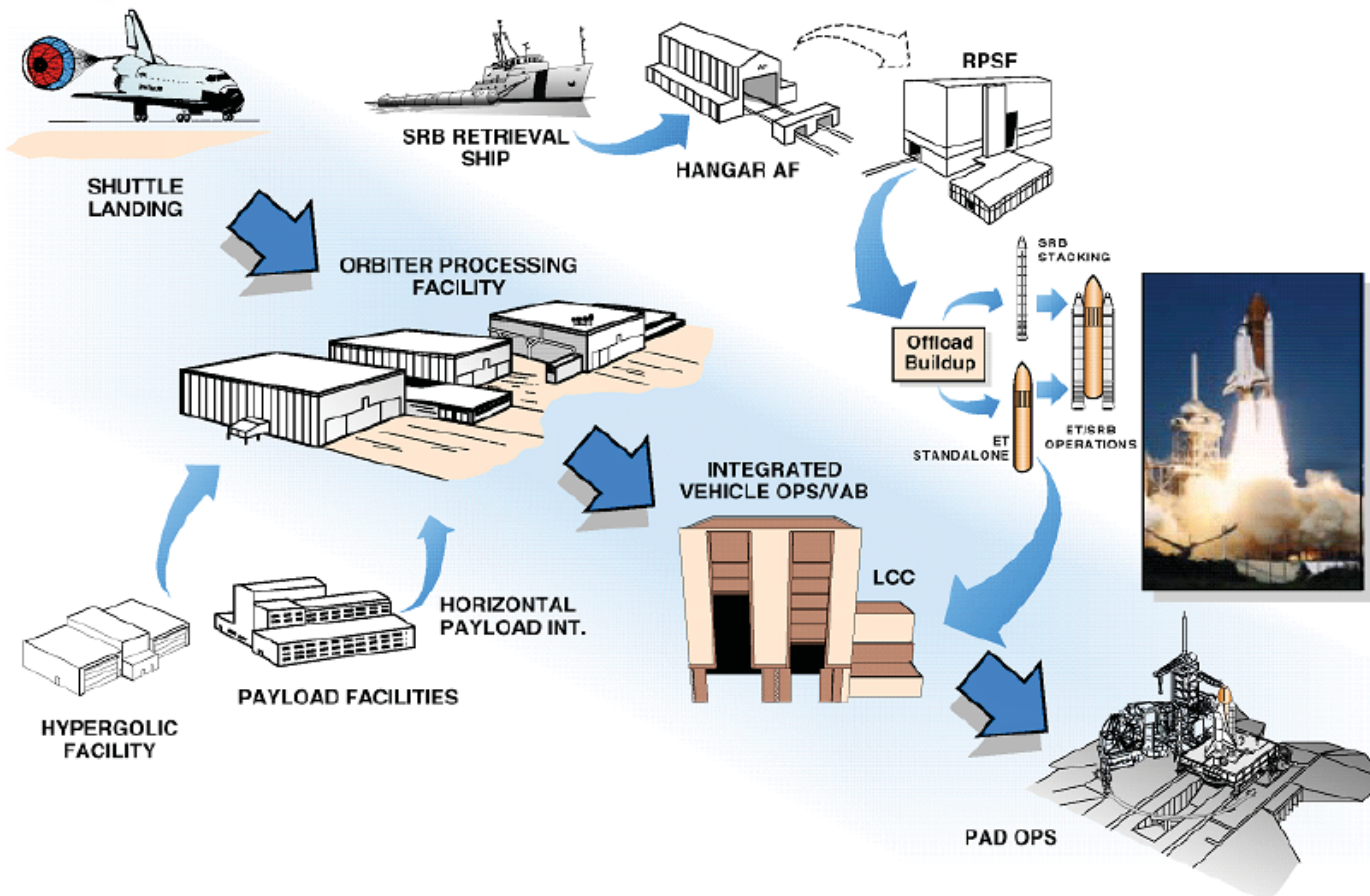 SHUTTLE
LANDING
SRB RETRIEVAL
SHIP
HANGAR AF
RPSF
SRB
STACKING
Offload
Buildup
ET
STANDALONE
ET/SRB
OPERATIONS
ORBITER PROCESSING
FACILITY
INTEGRATED
VEHICLE OPS/VAB
LCC
HORIZONTAL
PAYLOAD INT.
PAYLOAD FACILITIES
HYPERGOLIC
FACILITY
PAD OPS